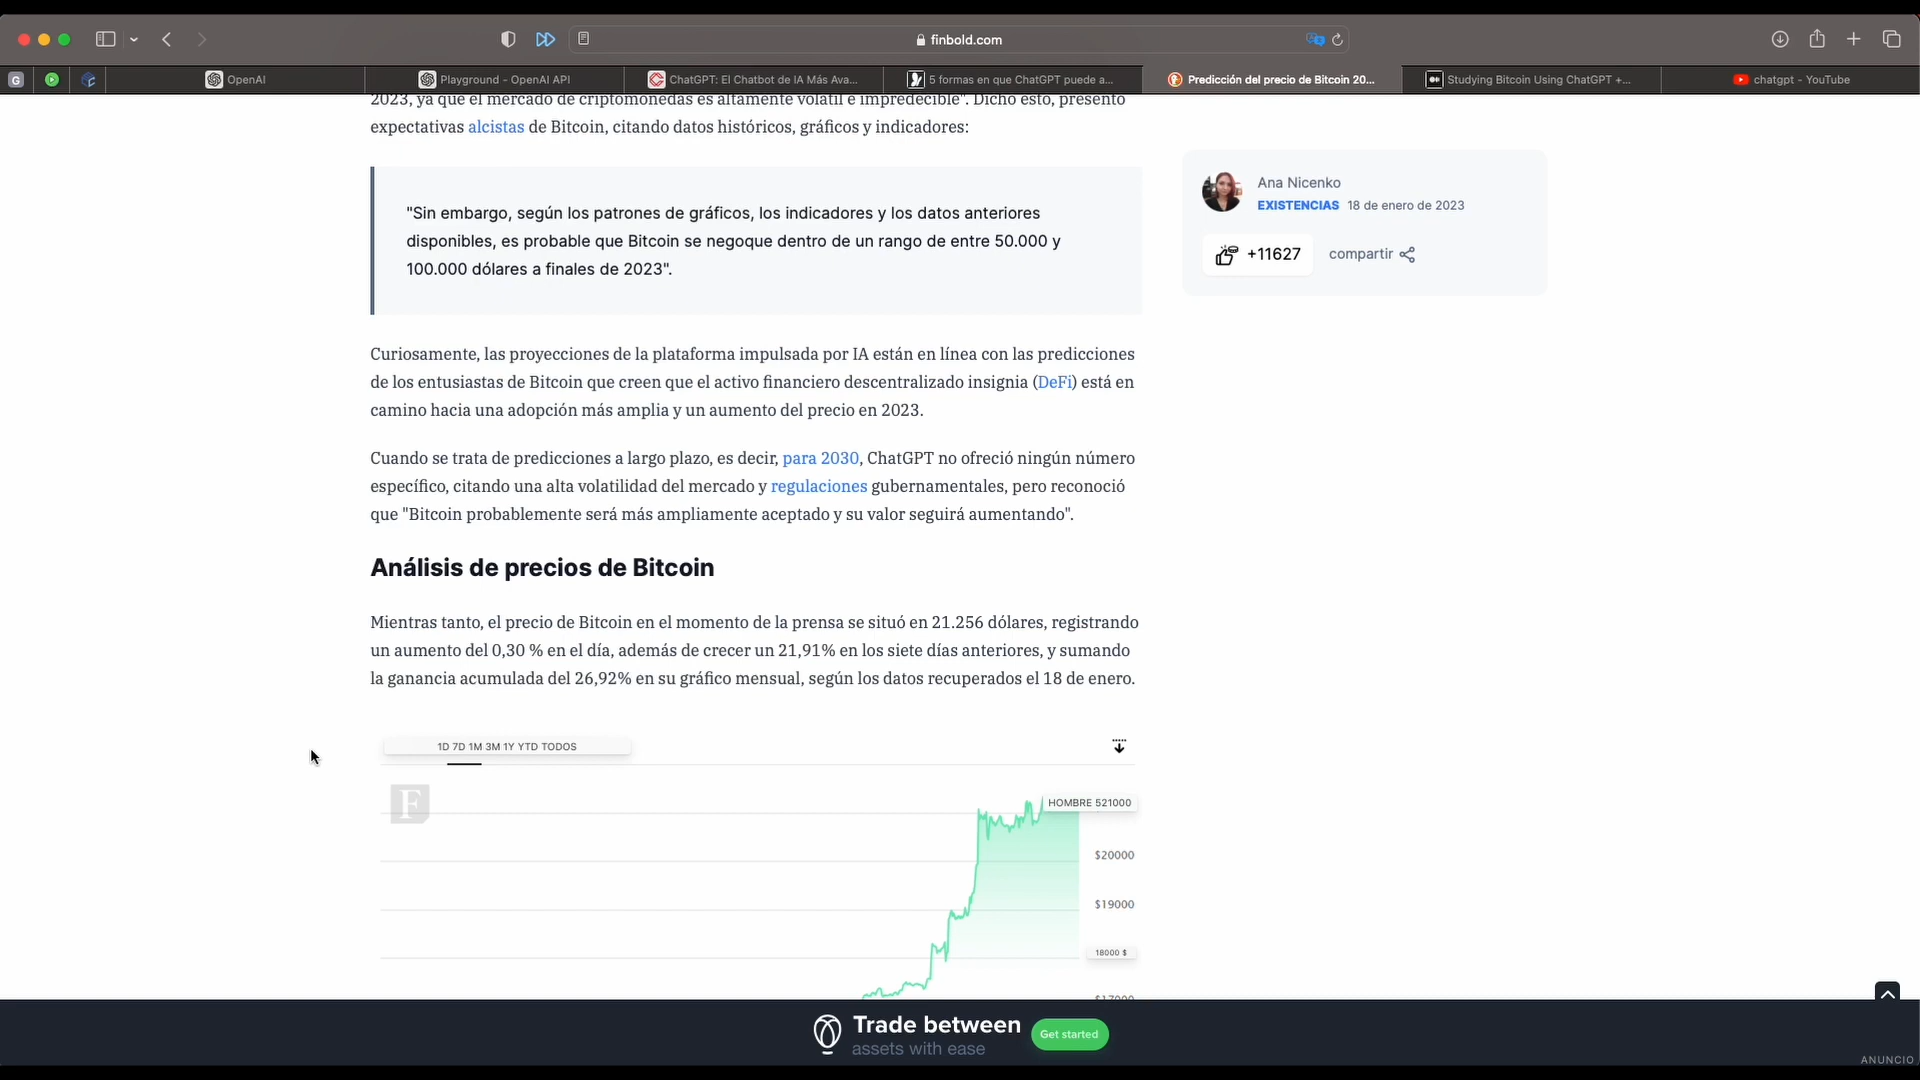 finbold.com
G
OpenAI
Playground - OpenAI API
ChatGPT: El Chatbot de IA Más Ava...
5 formas en que ChatGPT puede a...
Predicción del precio de Bitcoin 20...
Studying Bitcoin Using ChatGPT +...
chatgpt - YouTube
2023, ya que el mercado de criptomonedas es altamente volátil e impredecible". Dicho esto, presentó
expectativas alcistas de Bitcoin, citando datos históricos, gráficos y indicadores:
"Sin embargo, según los patrones de gráficos, los indicadores y los datos anteriores
disponibles, es probable que Bitcoin se negoque dentro de un rango de entre 50.000 y
100.000 dólares a finales de 2023".
Ana Nicenko
EXISTENCIAS 18 de enero de 2023
+11627 compartir
Curiosamente, las proyecciones de la plataforma impulsada por IA están en línea con las predicciones
de los entusiastas de Bitcoin que creen que el activo financiero descentralizado insignia (DeFi) está en
camino hacia una adopción más amplia y un aumento del precio en 2023.
Cuando se trata de predicciones a largo plazo, es decir, para 2030, ChatGPT no ofreció ningún número
específico, citando una alta volatilidad del mercado y regulaciones gubernamentales, pero reconoció
que "Bitcoin probablemente será más ampliamente aceptado y su valor seguirá aumentando".
Análisis de precios de Bitcoin
Mientras tanto, el precio de Bitcoin en el momento de la prensa se situó en 21.256 dólares, registrando
un aumento del 0,30 % en el día, además de crecer un 21,91% en los siete días anteriores, y sumando
la ganancia acumulada del 26,92% en su gráfico mensual, según los datos recuperados el 18 de enero.
1D 7D 1M 3M 1Y YTD TODOS
F
HOMBRE 521000
$20000
$19000
18000 $
$17000
Trade between
assets with ease
Get started
ANUNCIO